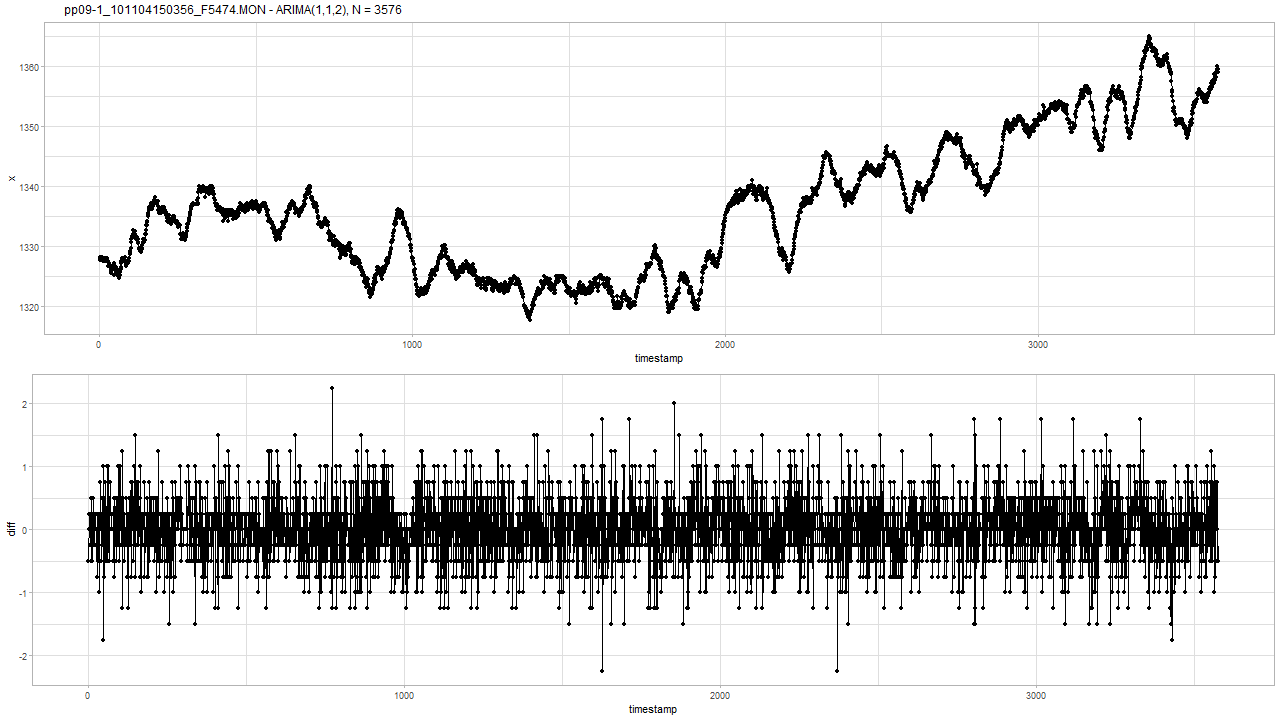 pp09-1_101104150356_F5474.MON - ARIMA(1,1,2), N = 3576
1360
1350
1340
1330
1320
x
0 1000 2000 3000
timestamp
2
1
0
-1
-2
diff
0 1000 2000 3000
timestamp